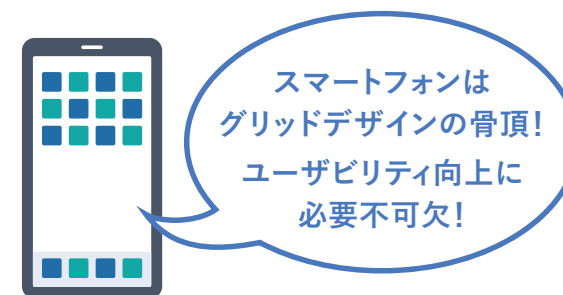 スマートフォンは
グリッドデザインの骨頂!
ユーザビリティ向上に
必要不可欠!